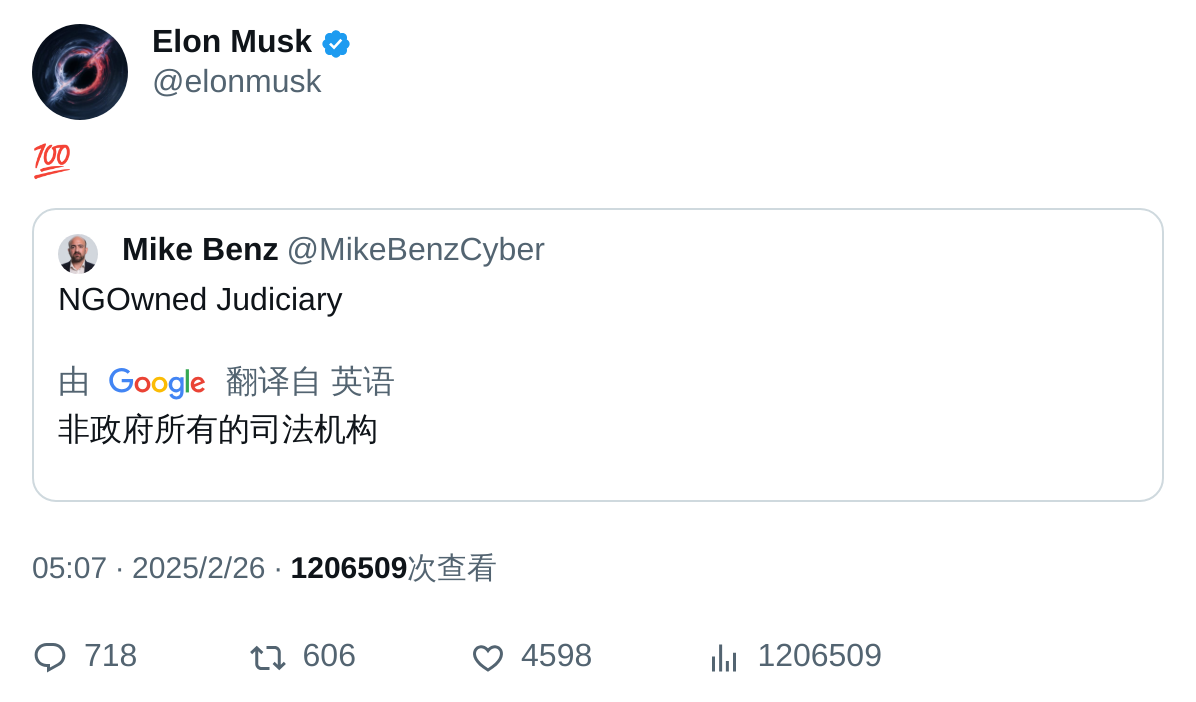 Elon Musk
@elonmusk
💯
Mike Benz @MikeBenzCyber
NGOwned Judiciary
由 Google 翻译自 英语
非政府所有的司法机构
05:07 · 2025/2/26 · 1206509次查看
718 606 4598 1206509